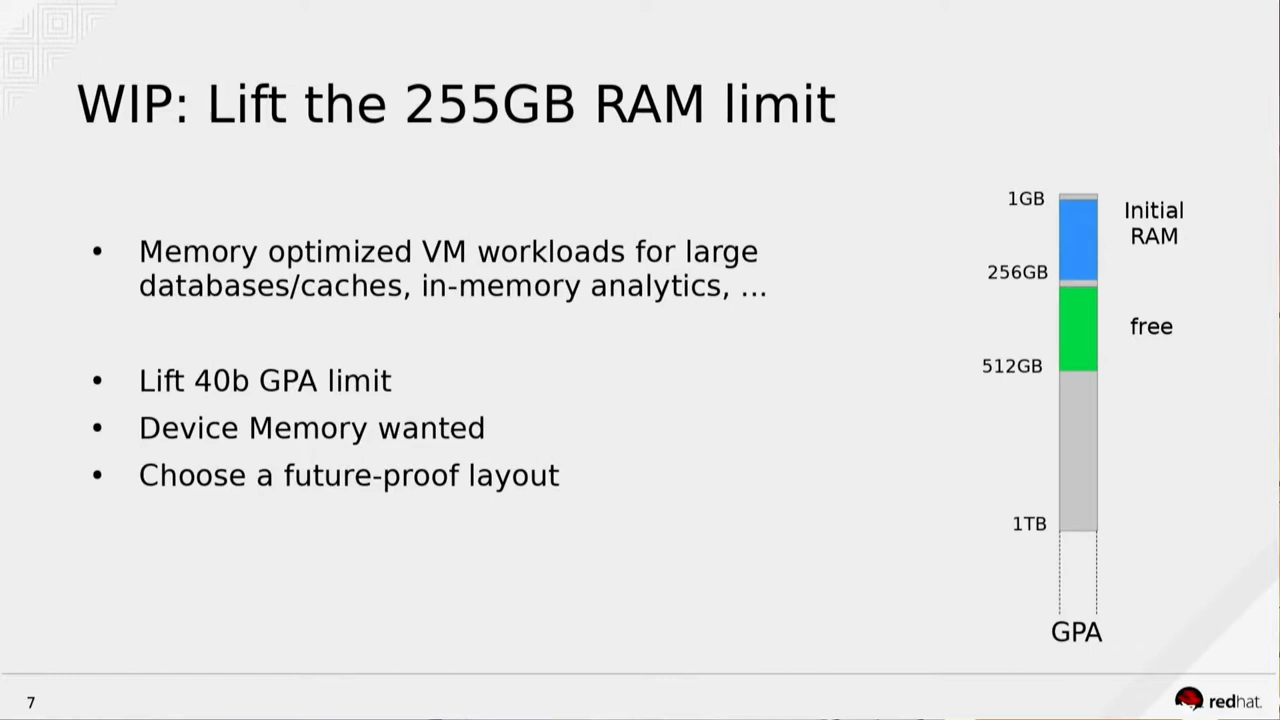 WIP: Lift the 255GB RAM limit
• Memory optimized VM workloads for large
databases/caches, in-memory analytics, ...
• Lift 40b GPA limit
• Device Memory wanted
• Choose a future-proof layout
1GB
Initial
RAM
256GB
free
512GB
1TB
GPA
7
redhat.